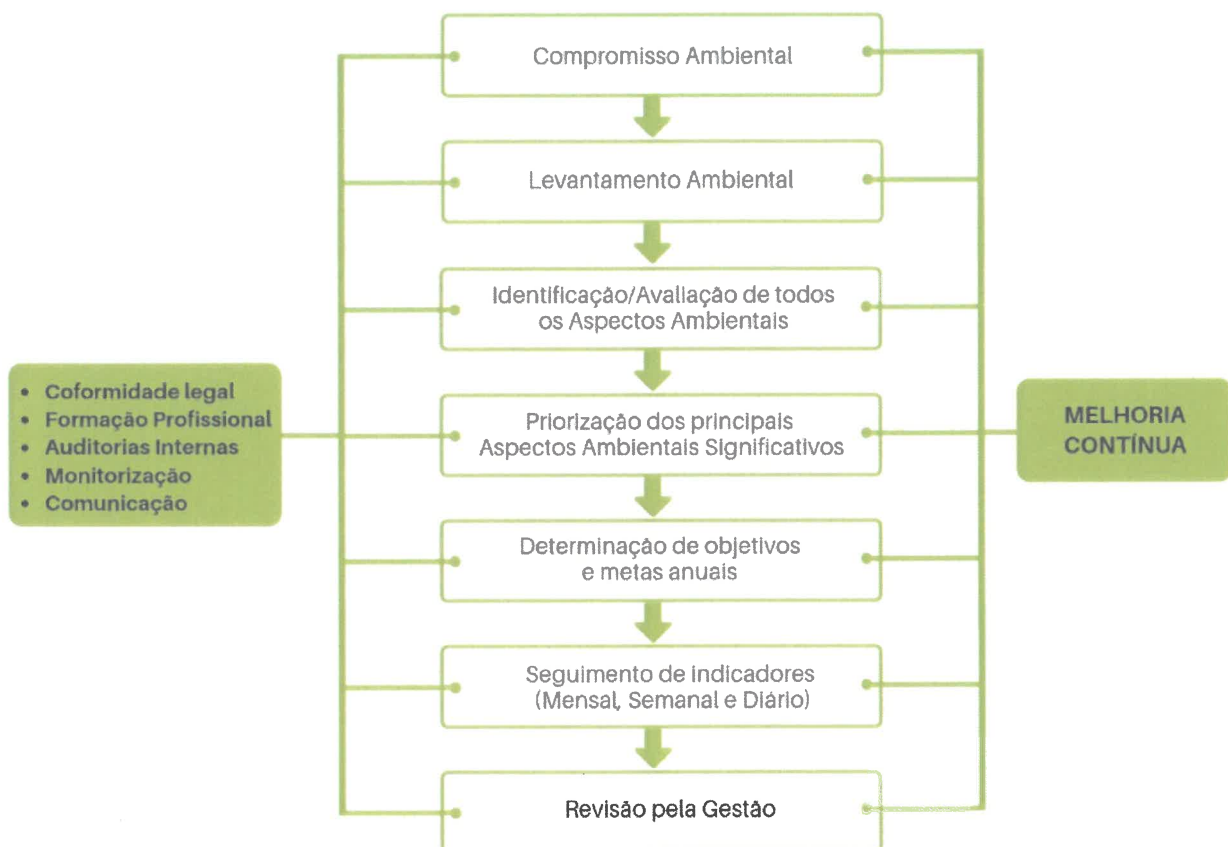 Compromisso Ambiental
Levantamento Ambiental
Identificação/Avaliação de todos
os Aspectos Ambientais
• Coformidade legal
• Formação Profissional
• Auditorias Internas
• Monitorização
• Comunicação
Priorização dos principais
Aspectos Ambientais Significativos
MELHORIA
CONTÍNUA
Determinação de objetivos
e metas anuais
Seguimento de indicadores
(Mensal, Semanal e Diário)
Revisão pela Gestão